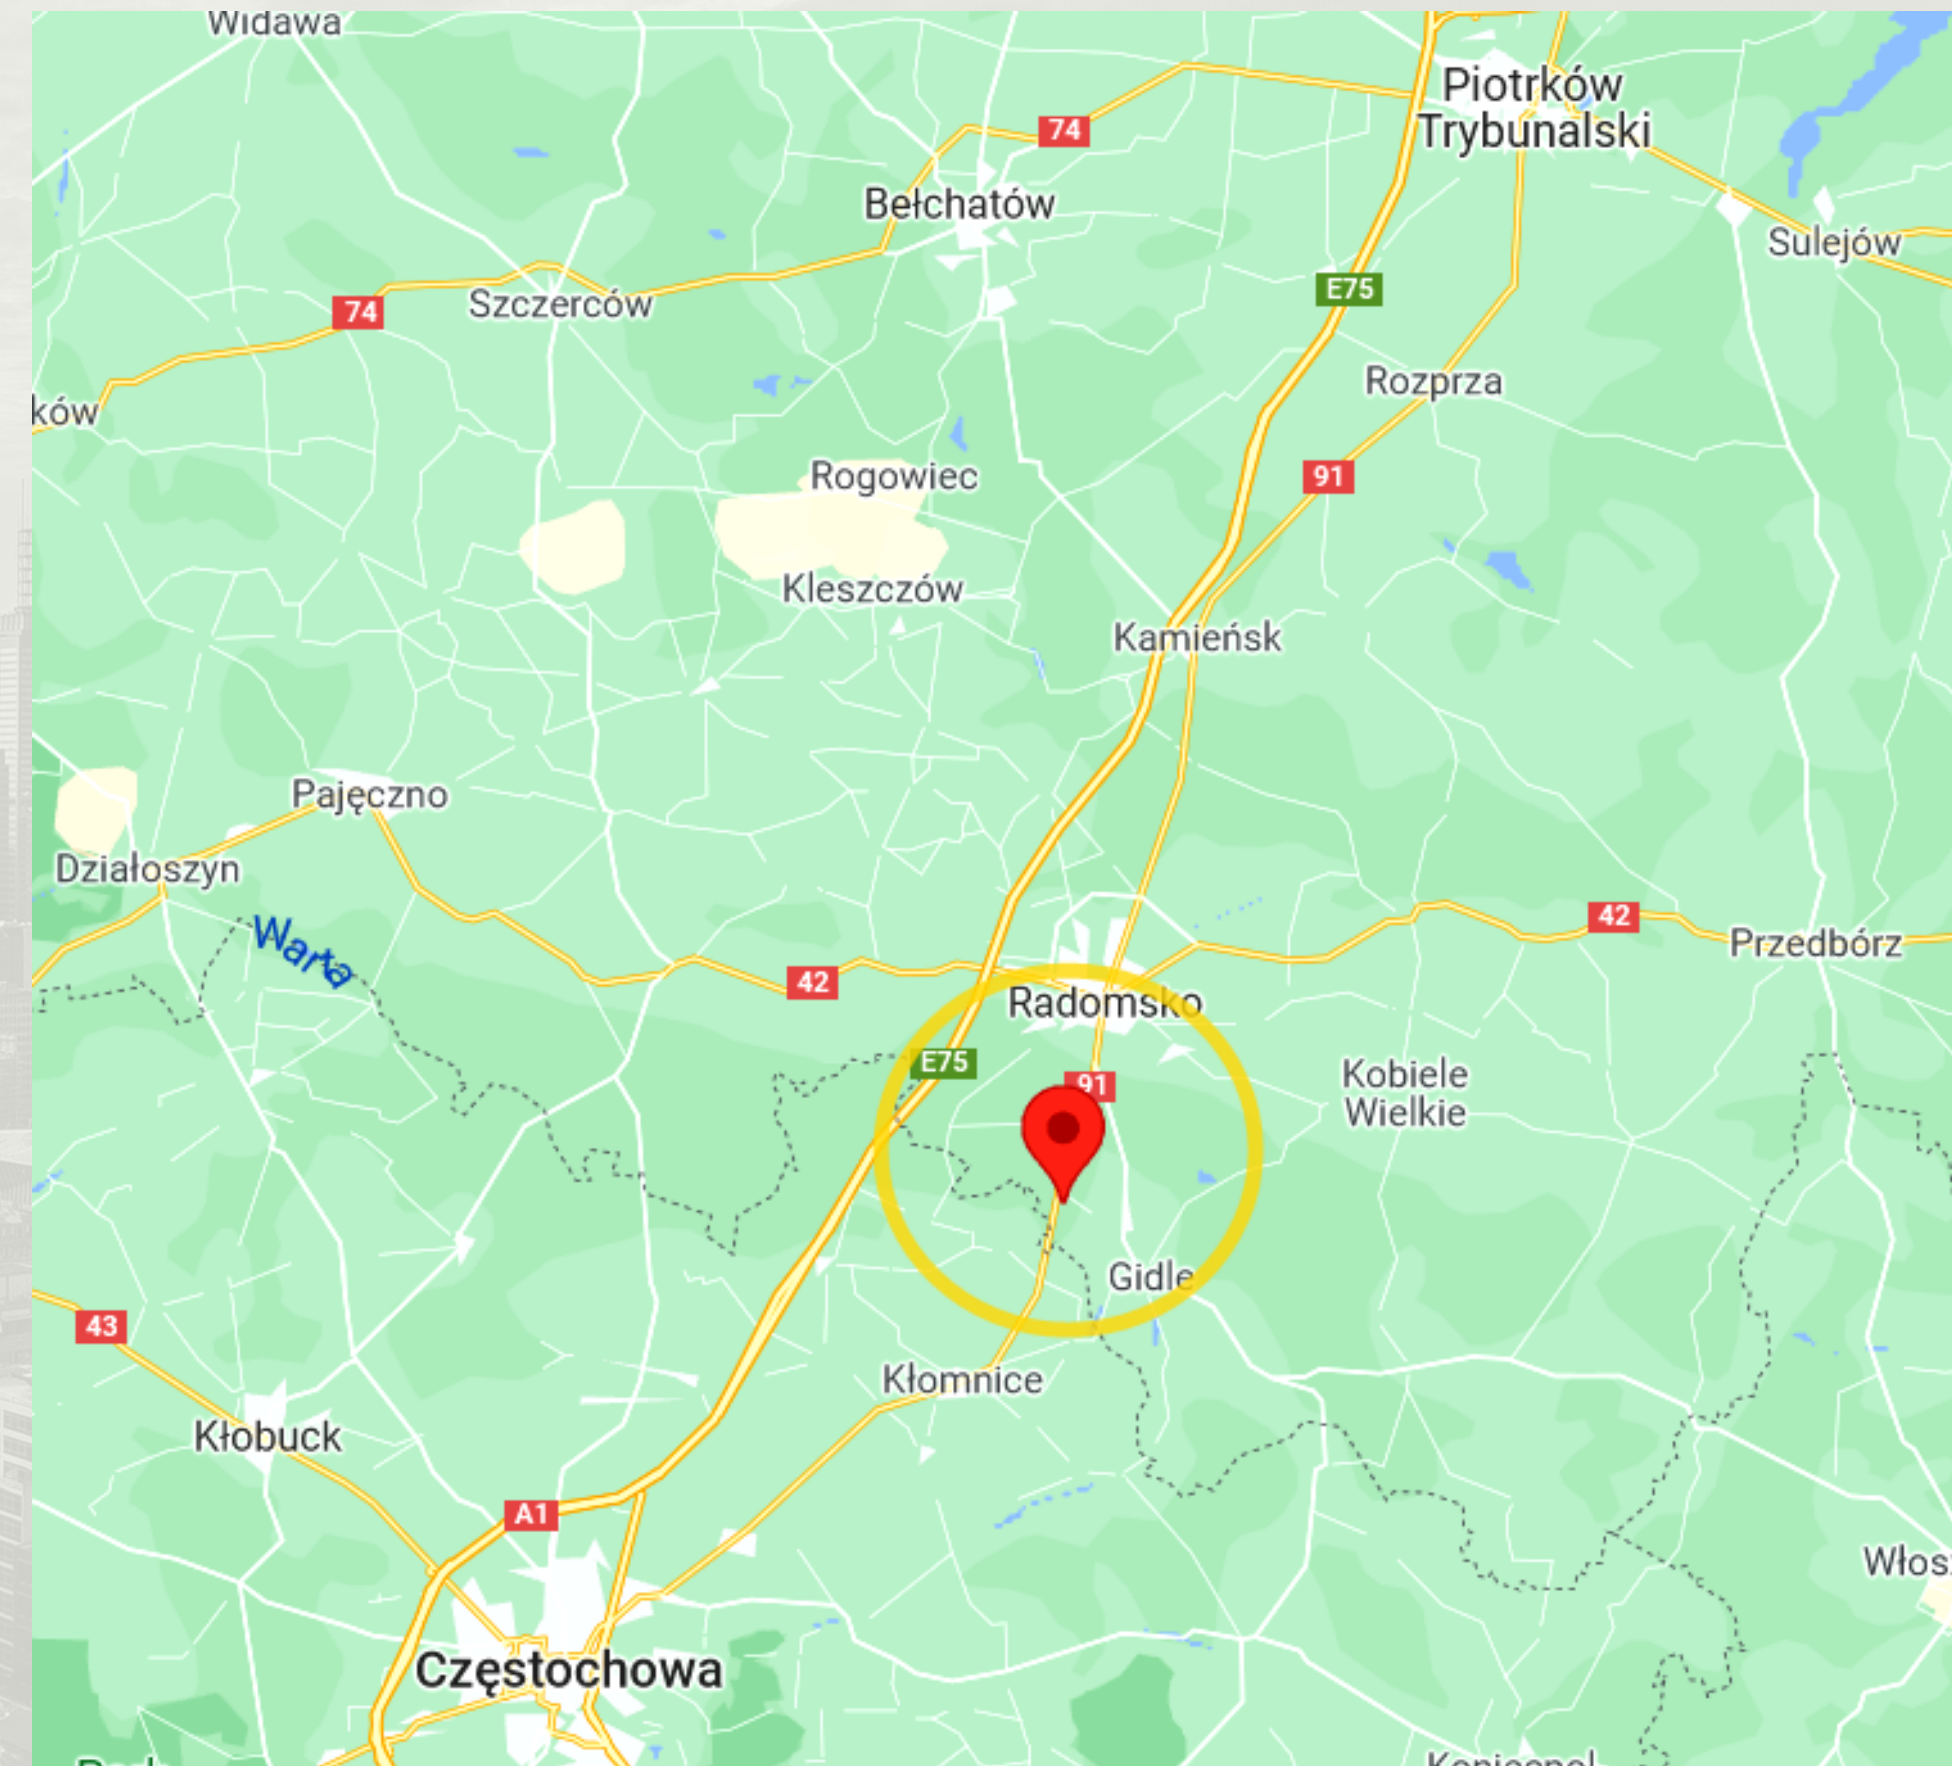 Widawa
Piotrków
Trybunalski
74
Bełchatów
Sulejów
E75
74
Szczerców
Rozprza
ków
Rogowiec
91
Kleszczów
Kamieńsk
Pajęczno
Działoszyn
42
Warta
Przedbórz
42
Radomsko
E75
91
Kobiele
Wielkie
Gidle
43
Kłomnice
Kłobuck
A1
Włos
Częstochowa